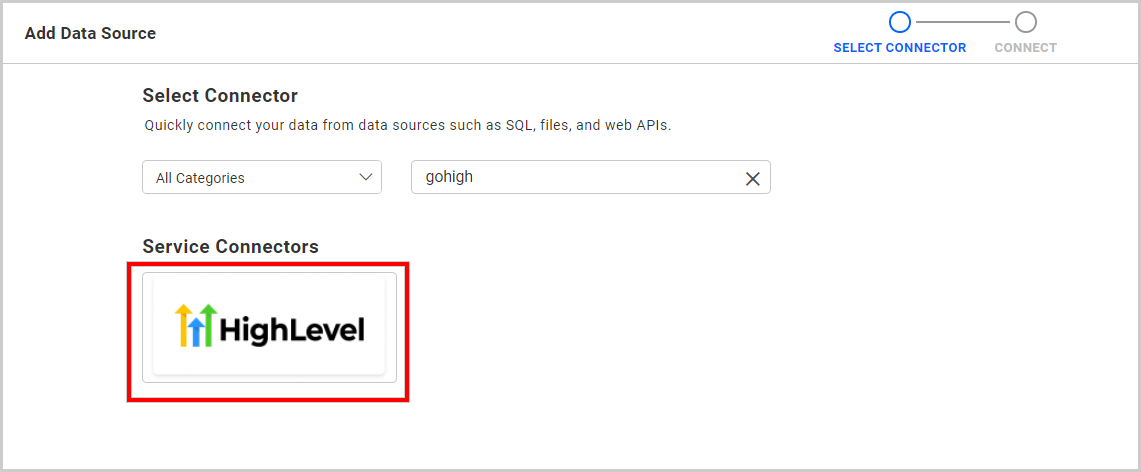 Add Data Source
SELECT CONNECTOR
CONNECT
Select Connector
Quickly connect your data from data sources such as SQL, files, and web APIs.
All Categories
gohigh
Service Connectors
HighLevel